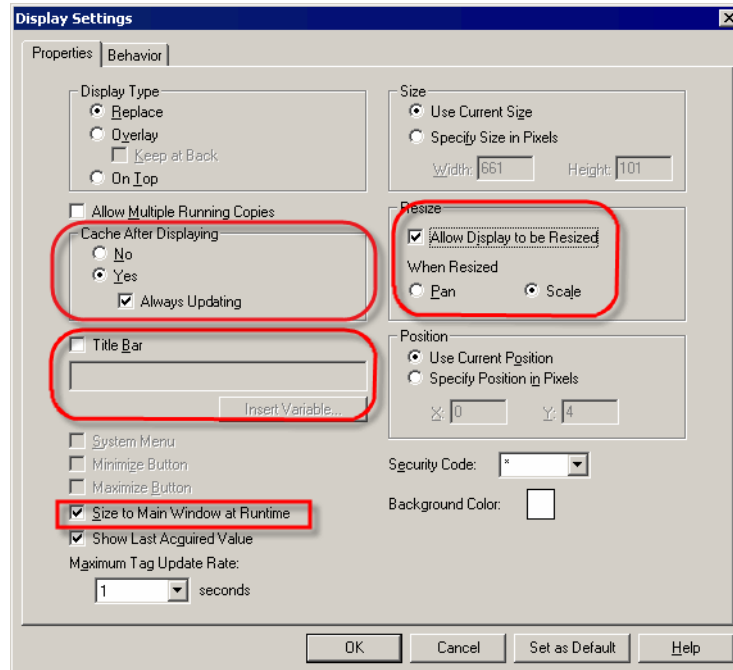 Display Settings
Properties
Behavior
Display Type
Replace
Overlay
Keep at Back
On Top
Allow Multiple Running Copies
Cache After Displaying
No
Yes
Always Updating
Title Bar
Insert Variable...
System Menu
Minimize Button
Maximize Button
Size to Main Window at Runtime
Show Last Acquired Value
Maximum Tag Update Rate:
1 seconds
Size
Use Current Size
Specify Size in Pixels
Width: 661 Height: 101
Resize
Allow Display to be Resized
When Resized
Pan Scale
Position
Use Current Position
Specify Position in Pixels
X: 0 Y: 4
Security Code: *
Background Color:
OK Cancel Set as Default Help